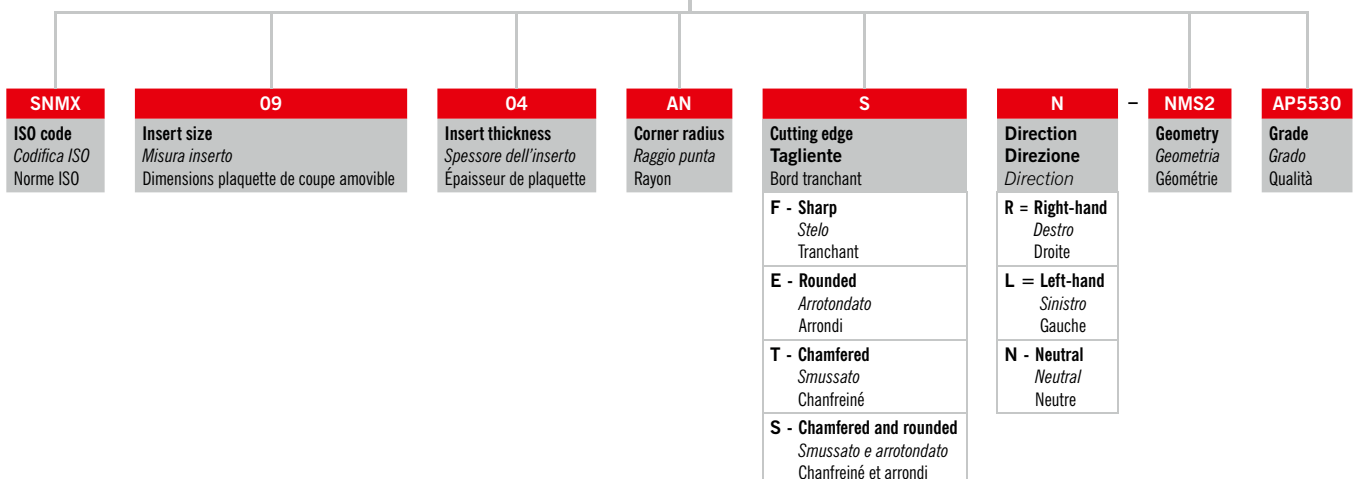 SNMX
ISO code
Codifica ISO
Norme ISO
09
Insert size
Misura inserto
Dimensions plaquette de coupe amovible
04
Insert thickness
Spessore dell'inserto
Épaisseur de plaquette
AN
Corner radius
Raggio punta
Rayon
S
Cutting edge
Tagliente
Bord tranchant
F - Sharp
Stelo
Tranchant
E - Rounded
Arrotondato
Arrondi
T - Chamfered
Smussato
Chanfreiné
S - Chamfered and rounded
Smussato e arrotondato
Chanfreiné et arrondi
N
Direction
Direzione
Direction
R = Right-hand
Destro
Droite
L = Left-hand
Sinistro
Gauche
N - Neutral
Neutral
Neutre
–
NMS2
Geometry
Geometria
Géométrie
AP5530
Grade
Grado
Qualità